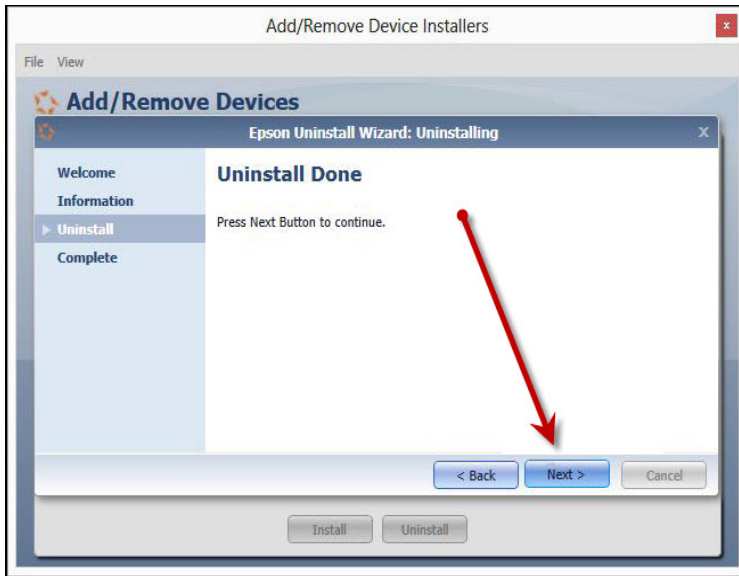 Add/Remove Device Installers
x
File View
Add/Remove Devices
Epson Uninstall Wizard: Uninstalling
x
Welcome
Information
Uninstall
Complete
Uninstall Done
Press Next Button to continue.
< Back Next > Cancel
Install Uninstall